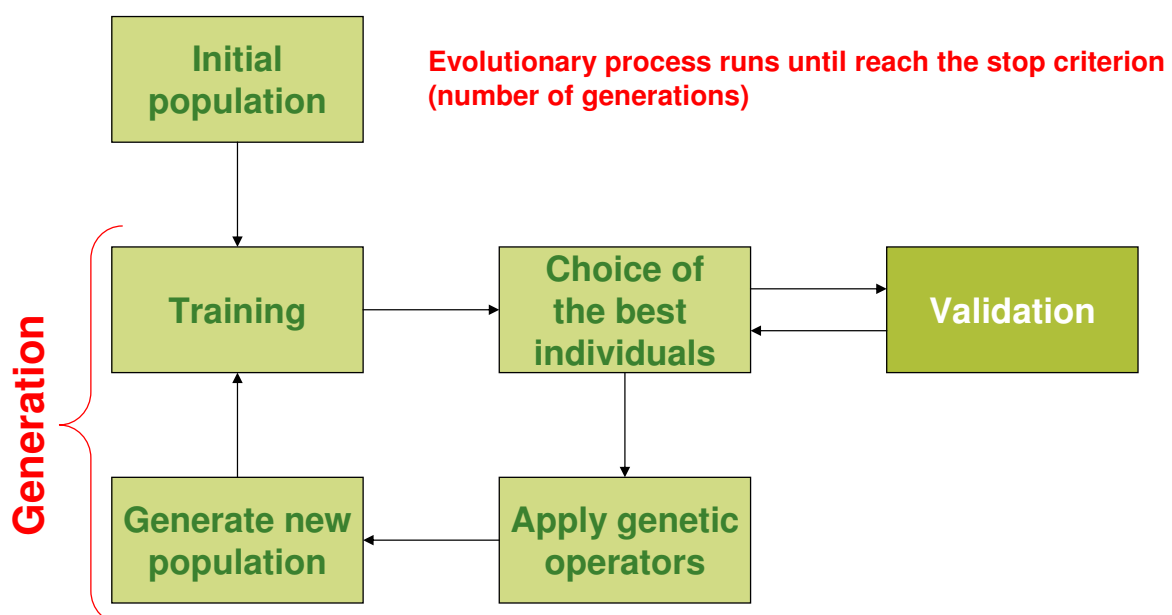 Initial
population
Evolutionary process runs until reach the stop criterion
(number of generations)
Generation
Training
Choice of
the best
individuals
Validation
Generate new
population
Apply genetic
operators